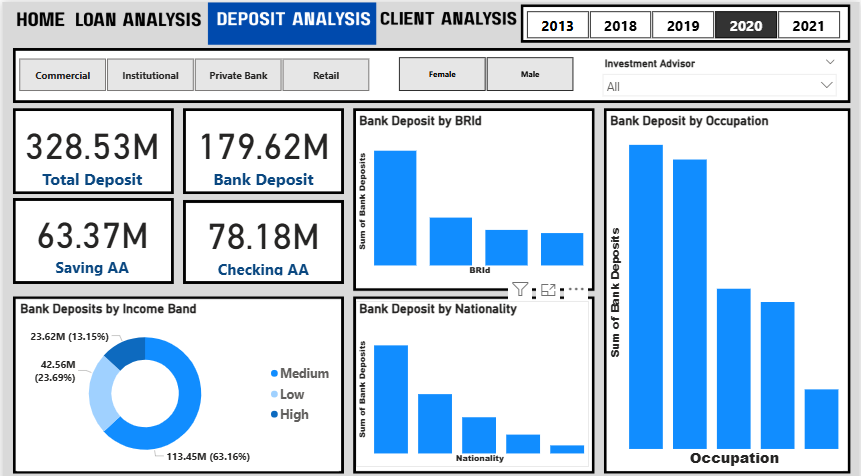 HOME LOAN ANALYSIS DEPOSIT ANALYSIS CLIENT ANALYSIS
2013 2018 2019 2020 2021
Commercial Institutional Private Bank Retail
Female Male
Investment Advisor
All
328.53M
Total Deposit
179.62M
Bank Deposit
63.37M
Saving AA
78.18M
Checking AA
Bank Deposits by Income Band
23.62M (13.15%)
42.56M
(23.69%)
113.45M (63.16%)
Medium
Low
High
Bank Deposit by BRId
Sum of Bank Deposits
BRId
Bank Deposit by Nationality
Sum of Bank Deposits
Nationality
Bank Deposit by Occupation
Sum of Bank Deposits
Occupation